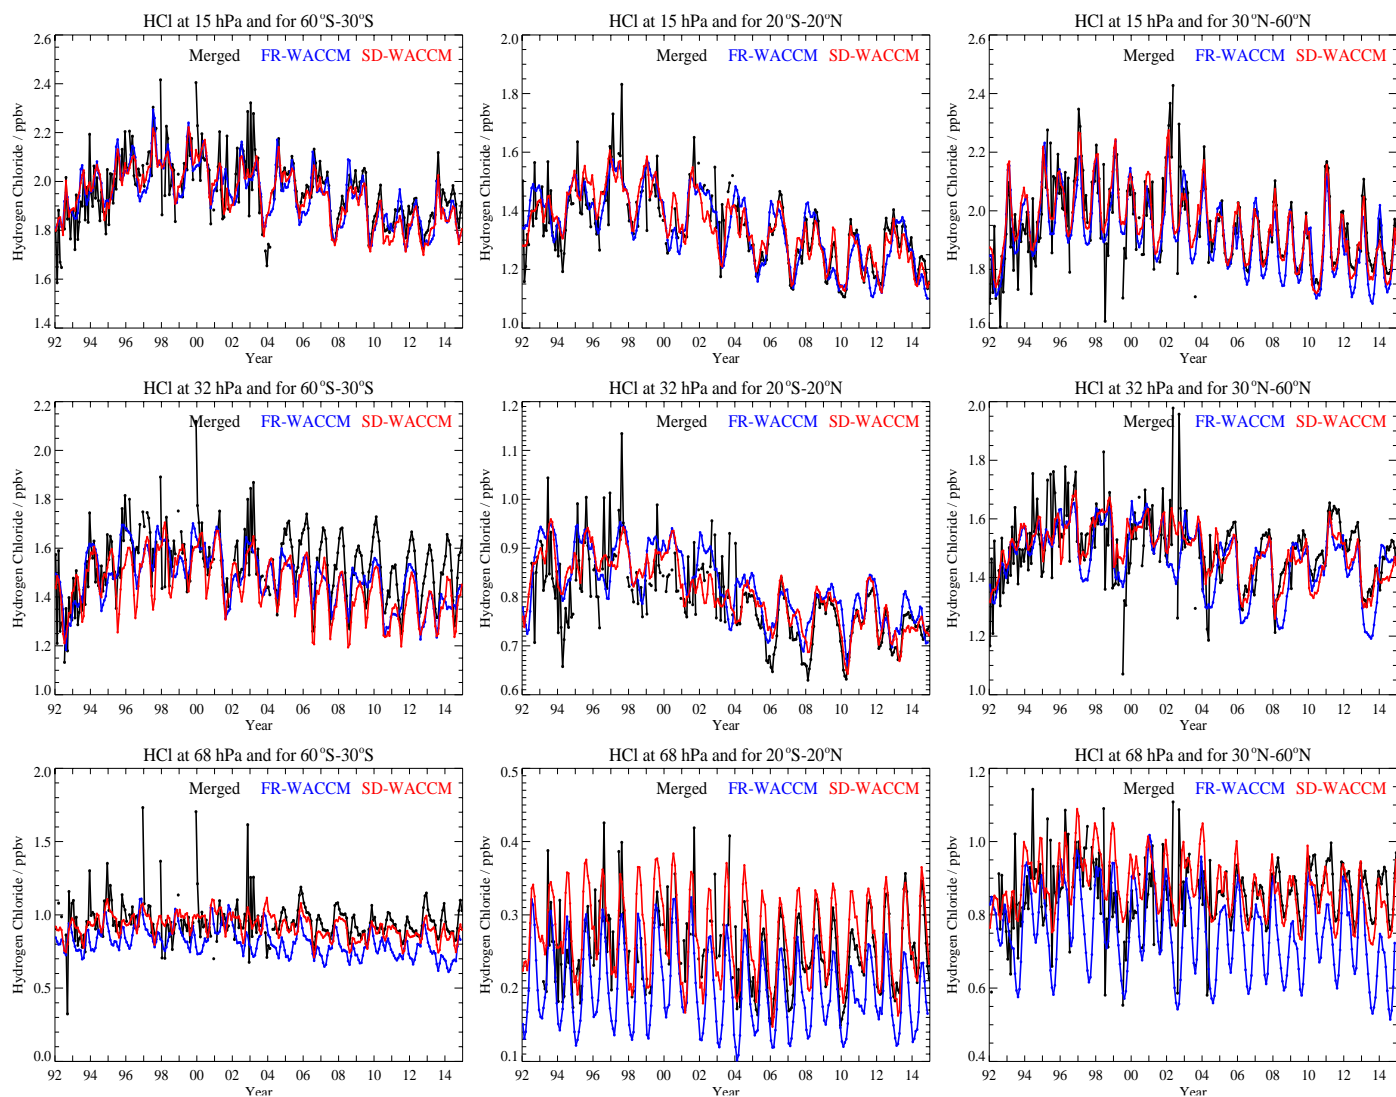 HCl at 15 hPa and for 60°S-30°S
Merged FR-WACCM SD-WACCM
Hydrogen Chloride / ppbv
2.6
2.4
2.2
2.0
1.8
1.6
1.4
92 94 96 98 00 02 04 06 08 10 12 14
Year
HCl at 15 hPa and for 20°S-20°N
Merged FR-WACCM SD-WACCM
Hydrogen Chloride / ppbv
2.0
1.8
1.6
1.4
1.2
1.0
92 94 96 98 00 02 04 06 08 10 12 14
Year
HCl at 15 hPa and for 30°N-60°N
Merged FR-WACCM SD-WACCM
Hydrogen Chloride / ppbv
2.6
2.4
2.2
2.0
1.8
1.6
92 94 96 98 00 02 04 06 08 10 12 14
Year
HCl at 32 hPa and for 60°S-30°S
Merged FR-WACCM SD-WACCM
Hydrogen Chloride / ppbv
2.2
2.0
1.8
1.6
1.4
1.2
1.0
92 94 96 98 00 02 04 06 08 10 12 14
Year
HCl at 32 hPa and for 20°S-20°N
Merged FR-WACCM SD-WACCM
Hydrogen Chloride / ppbv
1.2
1.1
1.0
0.9
0.8
0.7
0.6
92 94 96 98 00 02 04 06 08 10 12 14
Year
HCl at 32 hPa and for 30°N-60°N
Merged FR-WACCM SD-WACCM
Hydrogen Chloride / ppbv
2.0
1.8
1.6
1.4
1.2
1.0
92 94 96 98 00 02 04 06 08 10 12 14
Year
HCl at 68 hPa and for 60°S-30°S
Merged FR-WACCM SD-WACCM
Hydrogen Chloride / ppbv
2.0
1.5
1.0
0.5
0.0
92 94 96 98 00 02 04 06 08 10 12 14
Year
HCl at 68 hPa and for 20°S-20°N
Merged FR-WACCM SD-WACCM
Hydrogen Chloride / ppbv
0.5
0.4
0.3
0.2
0.1
92 94 96 98 00 02 04 06 08 10 12 14
Year
HCl at 68 hPa and for 30°N-60°N
Merged FR-WACCM SD-WACCM
Hydrogen Chloride / ppbv
1.2
1.0
0.8
0.6
0.4
92 94 96 98 00 02 04 06 08 10 12 14
Year